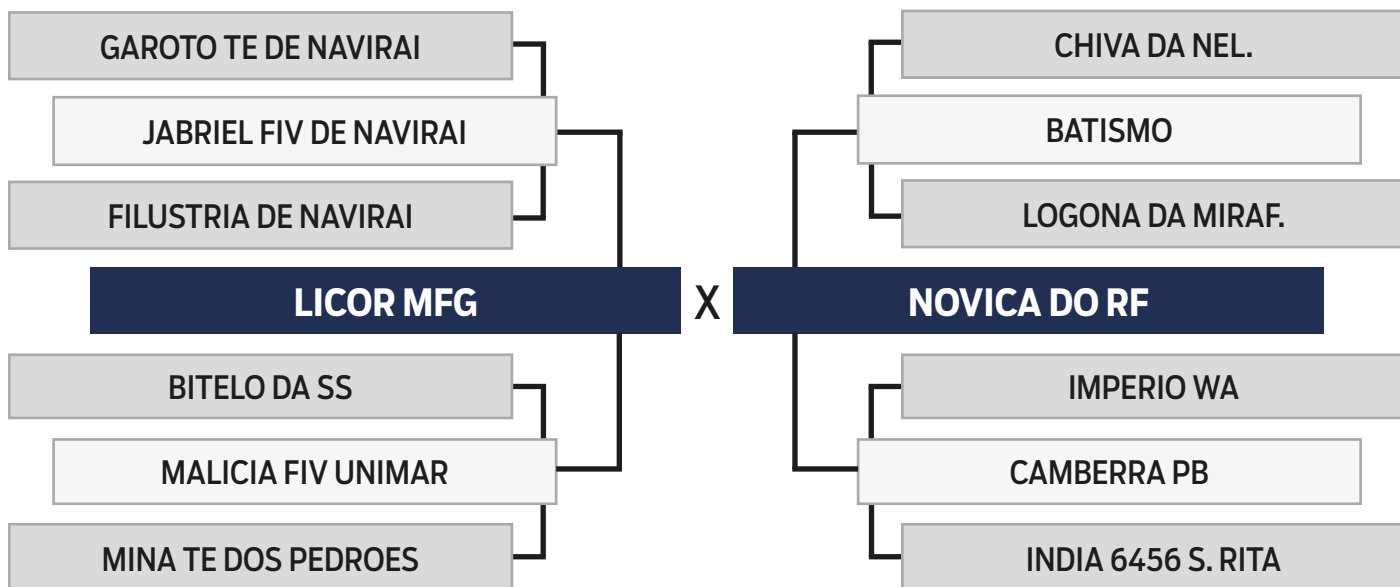 GAROTO TE DE NAVIRAI
JABRIEL FIV DE NAVIRAI
FILUSTRIA DE NAVIRAI
LICOR MFG
BITELO DA SS
MALICIA FIV UNIMAR
MINA TE DOS PEDROES
X
CHIVA DA NEL.
BATISMO
LOGONA DA MIRAF.
NOVICA DO RF
IMPERIO WA
CAMBERRA PB
INDIA 6456 S. RITA